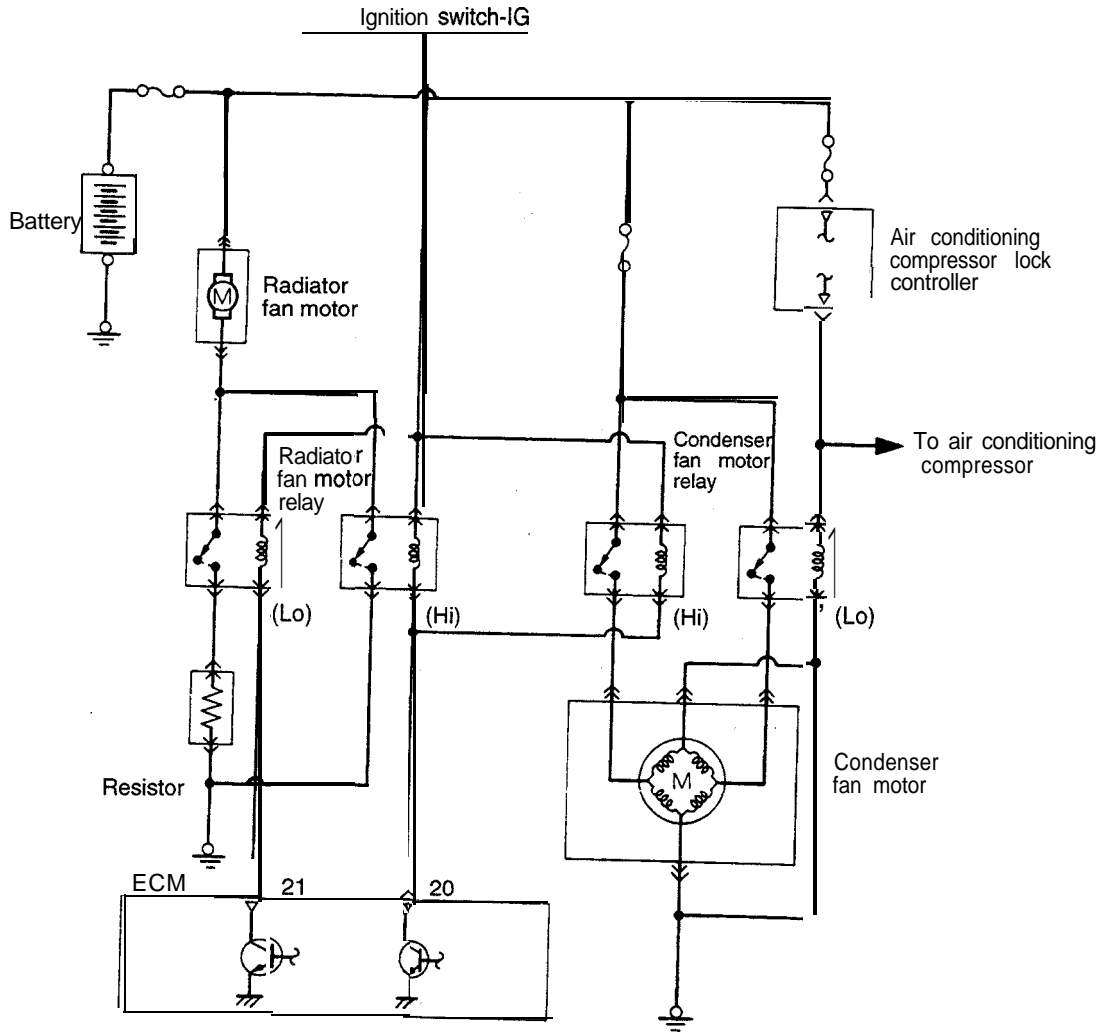 Ignition switch-IG
Battery
Radiator
fan motor
Air conditioning
compressor lock
controller
Radiator
fan motor
relay
Condenser
fan motor
relay
To air conditioning
compressor
(Lo)
(Hi)
(Hi)
(Lo)
M
M
Resistor
Condenser
fan motor
ECM
21
20